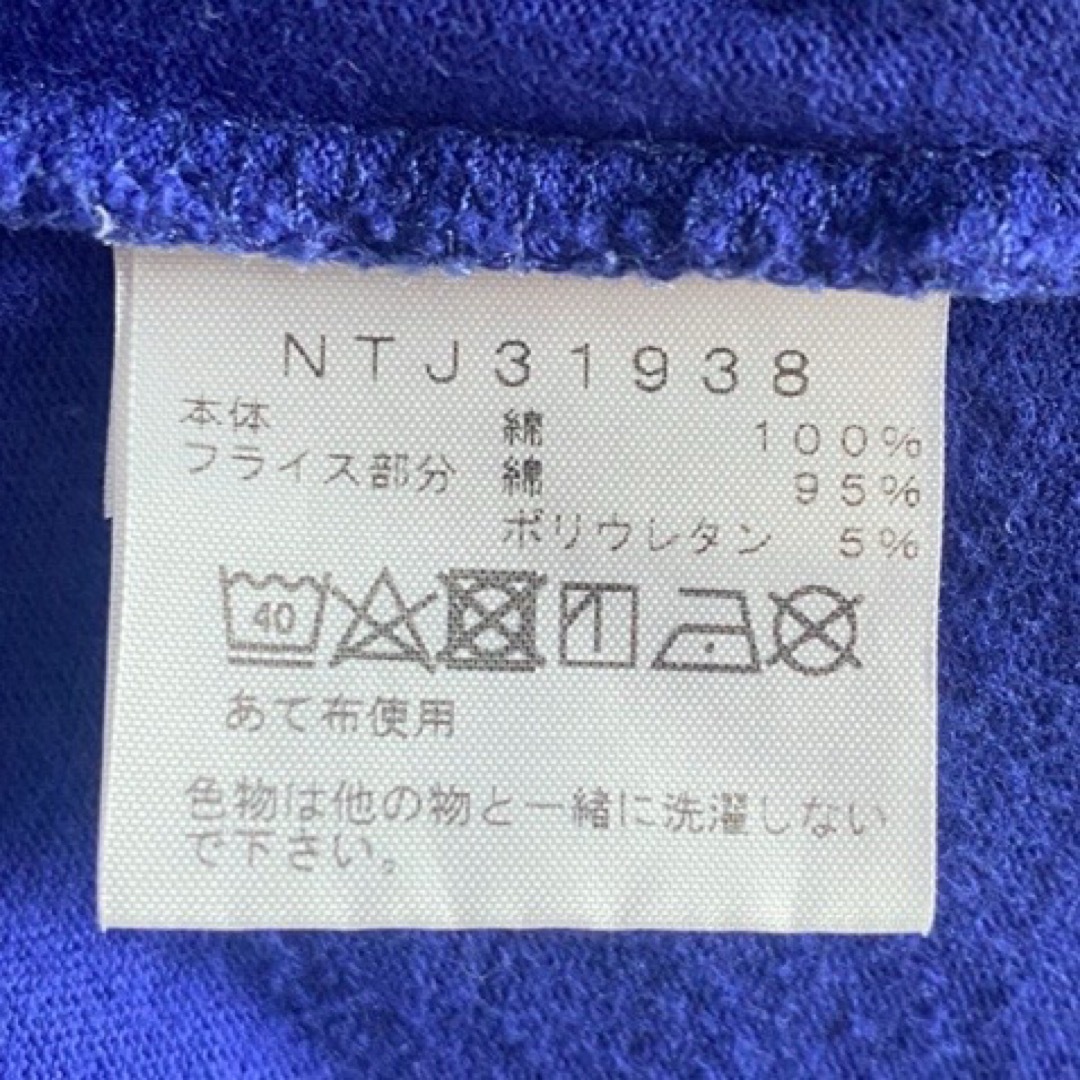 NTJ31938
本体 綿 100%
フライス部分 綿 95%
ポリウレタン 5%
40
あて布使用
色物は他の物と一緒に洗濯しない
で下さい。